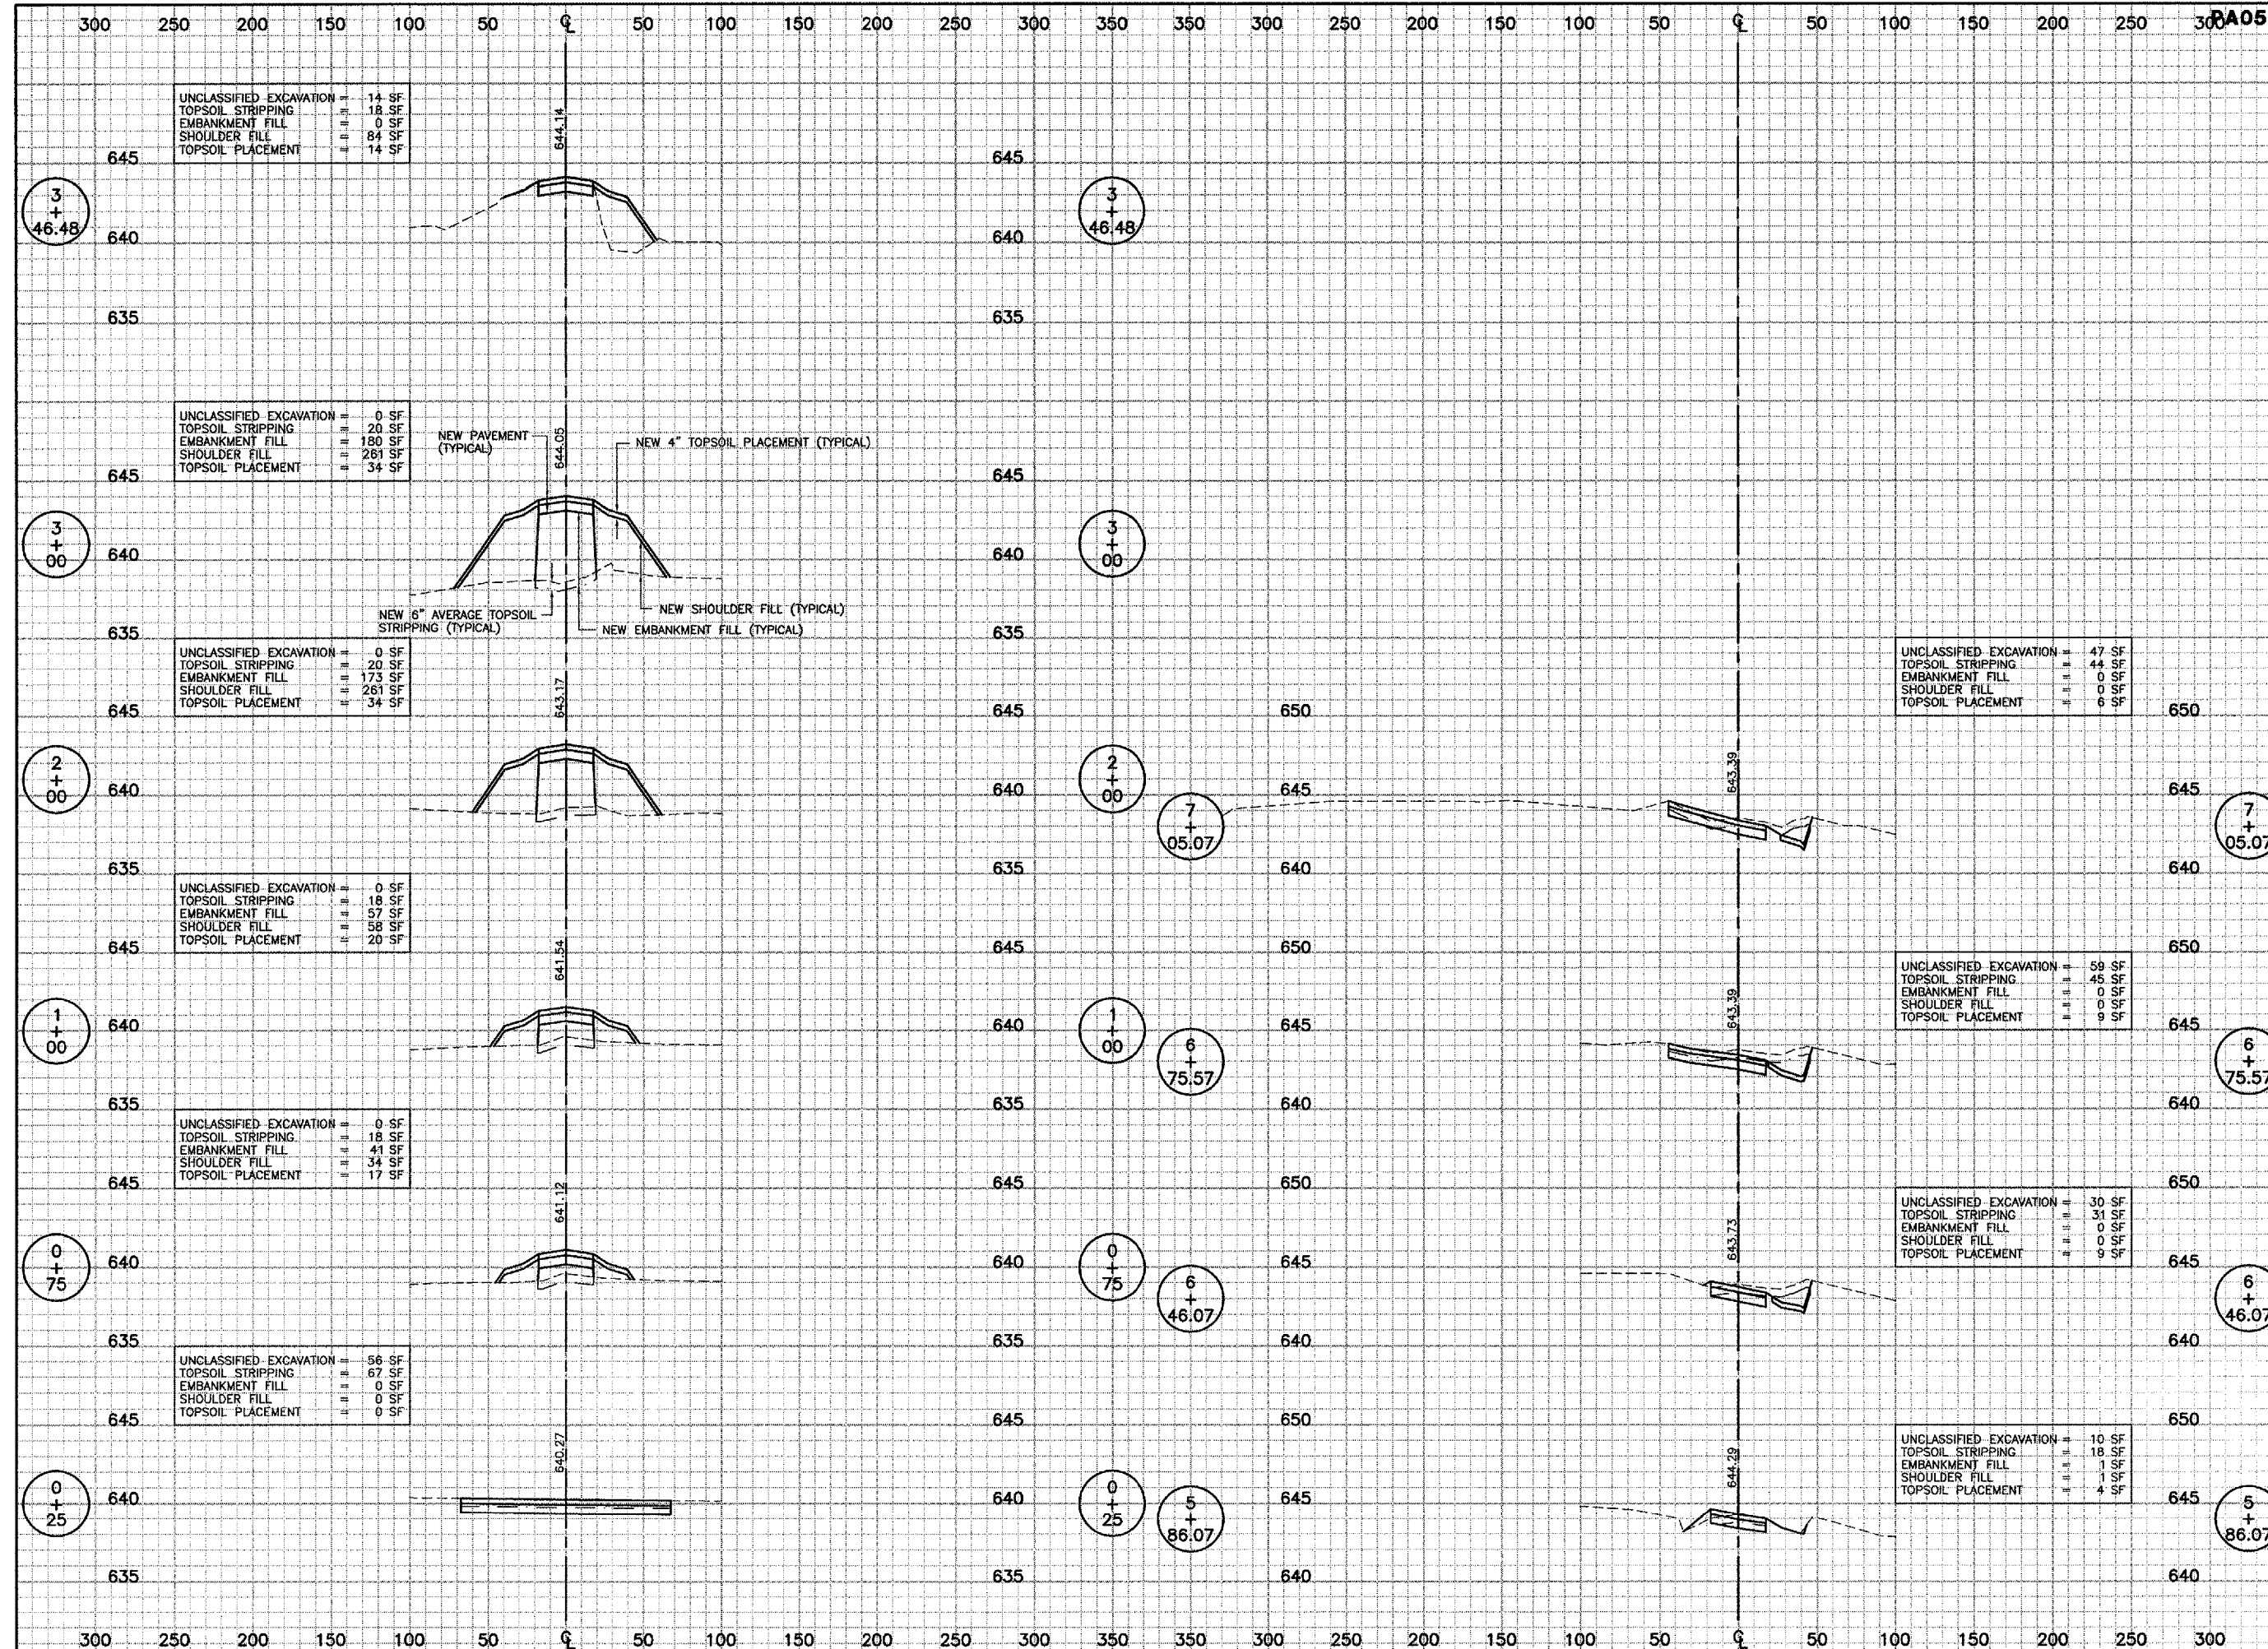 300 250 200 150 100 50 ℄ 50 100 150 200 250 300 350 350 300 250 200 150 100 50 ℄ 50 100 150 200 250 300
PA05
UNCLASSIFIED EXCAVATION = 14 SF
TOPSOIL STRIPPING = 18 SF
EMBANKMENT FILL = 0 SF
SHOULDER FILL = 84 SF
TOPSOIL PLACEMENT = 14 SF
644.14
645 645
3 + 46.48
3 + 46.48
640 640
635 635
UNCLASSIFIED EXCAVATION = 0 SF
TOPSOIL STRIPPING = 20 SF
EMBANKMENT FILL = 180 SF
SHOULDER FILL = 261 SF
TOPSOIL PLACEMENT = 34 SF
NEW PAVEMENT
(TYPICAL)
644.05
NEW 4" TOPSOIL PLACEMENT (TYPICAL)
645 645
3 + 00
3 + 00
640 640
NEW 6" AVERAGE TOPSOIL
STRIPPING (TYPICAL)
NEW SHOULDER FILL (TYPICAL)
NEW EMBANKMENT FILL (TYPICAL)
635 635
UNCLASSIFIED EXCAVATION = 0 SF
TOPSOIL STRIPPING = 20 SF
EMBANKMENT FILL = 173 SF
SHOULDER FILL = 261 SF
TOPSOIL PLACEMENT = 34 SF
643.17
645 645
2 + 00
2 + 00
640 640
635 635
UNCLASSIFIED EXCAVATION = 0 SF
TOPSOIL STRIPPING = 18 SF
EMBANKMENT FILL = 57 SF
SHOULDER FILL = 58 SF
TOPSOIL PLACEMENT = 20 SF
641.54
645 645
1 + 00
1 + 00
640 640
635 635
UNCLASSIFIED EXCAVATION = 0 SF
TOPSOIL STRIPPING = 18 SF
EMBANKMENT FILL = 41 SF
SHOULDER FILL = 34 SF
TOPSOIL PLACEMENT = 17 SF
641.12
645 645
0 + 75
0 + 75
640 640
635 635
UNCLASSIFIED EXCAVATION = 56 SF
TOPSOIL STRIPPING = 67 SF
EMBANKMENT FILL = 0 SF
SHOULDER FILL = 0 SF
TOPSOIL PLACEMENT = 0 SF
640.27
645 645
0 + 25
0 + 25
640 640
635 635
UNCLASSIFIED EXCAVATION = 47 SF
TOPSOIL STRIPPING = 44 SF
EMBANKMENT FILL = 0 SF
SHOULDER FILL = 0 SF
TOPSOIL PLACEMENT = 6 SF
650 650
643.39
645 645
7 + 05.07
7 + 05.07
640 640
UNCLASSIFIED EXCAVATION = 59 SF
TOPSOIL STRIPPING = 45 SF
EMBANKMENT FILL = 0 SF
SHOULDER FILL = 0 SF
TOPSOIL PLACEMENT = 9 SF
650 650
643.39
645 645
6 + 75.57
6 + 75.57
640 640
UNCLASSIFIED EXCAVATION = 30 SF
TOPSOIL STRIPPING = 31 SF
EMBANKMENT FILL = 0 SF
SHOULDER FILL = 0 SF
TOPSOIL PLACEMENT = 9 SF
650 650
643.73
645 645
6 + 46.07
6 + 46.07
640 640
UNCLASSIFIED EXCAVATION = 10 SF
TOPSOIL STRIPPING = 18 SF
EMBANKMENT FILL = 1 SF
SHOULDER FILL = 1 SF
TOPSOIL PLACEMENT = 4 SF
650 650
644.29
645 645
5 + 86.07
5 + 86.07
640 640
300 250 200 150 100 50 ℄ 50 100 150 200 250 300 350 350 300 250 200 150 100 50 ℄ 50 100 150 200 250 300